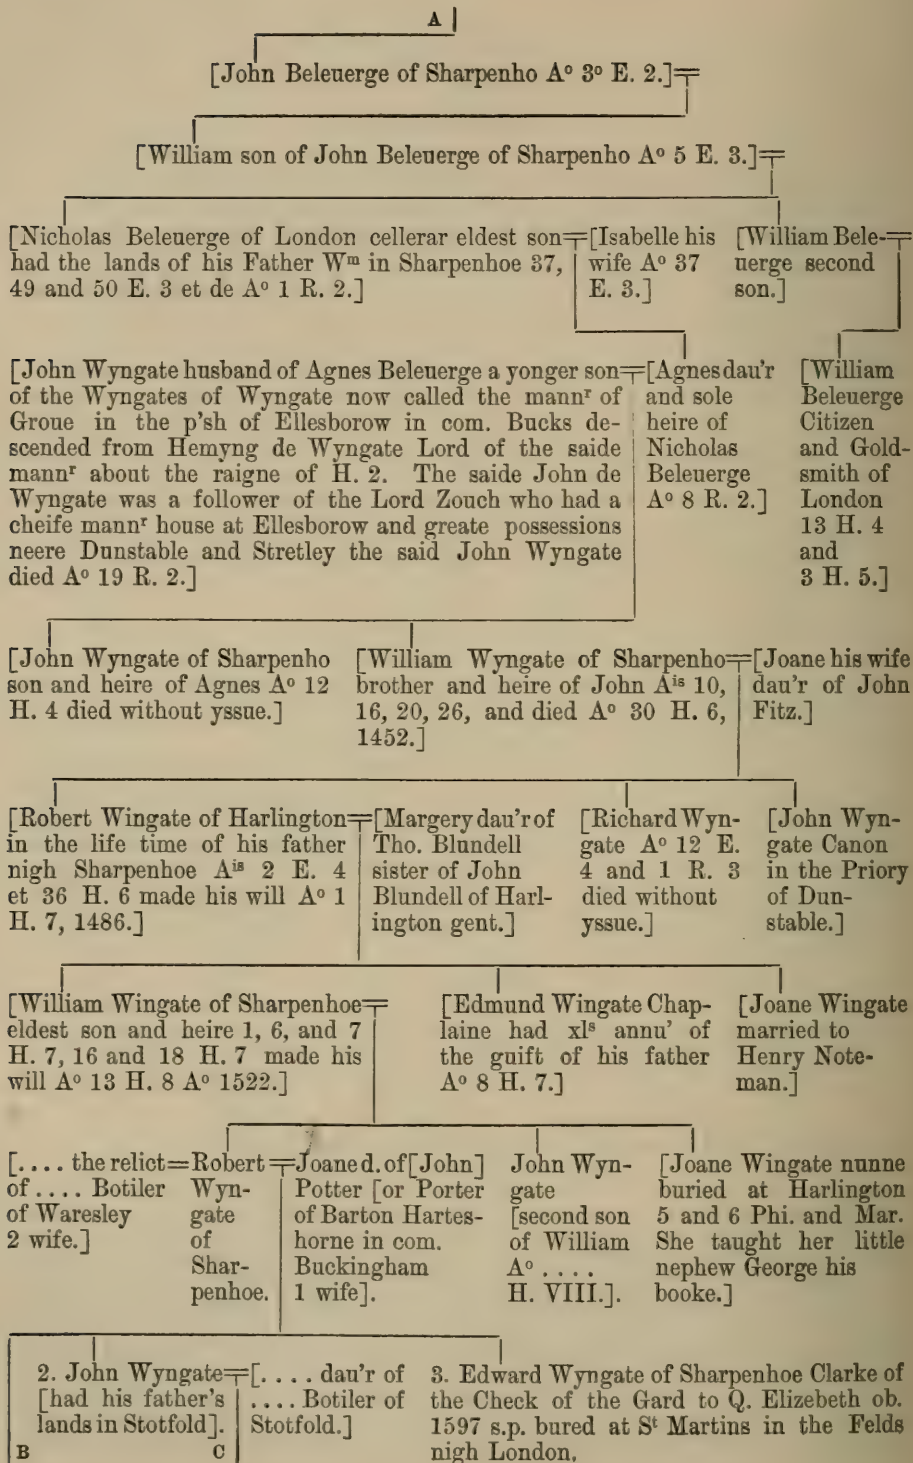 A
[John Beleuerge of Sharpenho Aº 3º E. 2.]
[William son of John Beleuerge of Sharpenho Aº 5 E. 3.]
[Nicholas Beleuerge of London cellerar eldest son
had the lands of his Father Wᵐ in Sharpenhoe 37,
49 and 50 E. 3 et de Aº 1 R. 2.]
[Isabelle his
wife Aº 37
E. 3.]
[William Bele-
uerge second
son.]
[John Wyngate husband of Agnes Beleuerge a yonger son
of the Wyngates of Wyngate now called the mannʳ of
Groue in the p'sh of Ellesborow in com. Bucks de-
scended from Hemyng de Wyngate Lord of the saide
mannʳ about the raigne of H. 2. The saide John de
Wyngate was a follower of the Lord Zouch who had a
cheife mannʳ house at Ellesborow and greate possessions
neere Dunstable and Stretley the said John Wyngate
died Aº 19 R. 2.]
[Agnes dau'r
and sole
heire of
Nicholas
Beleuerge
Aº 8 R. 2.]
[William
Beleuerge
Citizen
and Gold-
smith of
London
13 H. 4
and
3 H. 5.]
[John Wyngate of Sharpenho
son and heire of Agnes Aº 12
H. 4 died without yssue.]
[William Wyngate of Sharpenho
brother and heire of John Aⁱˢ 10,
16, 20, 26, and died Aº 30 H. 6,
1452.]
[Joane his wife
dau'r of John
Fitz.]
[Robert Wingate of Harlington
in the life time of his father
nigh Sharpenhoe Aⁱˢ 2 E. 4
et 36 H. 6 made his will Aº 1
H. 7, 1486.]
[Margery dau'r of
Tho. Blundell
sister of John
Blundell of Harl-
ington gent.]
[Richard Wyn-
gate Aº 12 E.
4 and 1 R. 3
died without
yssue.]
[John Wyn-
gate Canon
in the Priory
of Dun-
stable.]
[William Wingate of Sharpenhoe
eldest son and heire 1, 6, and 7
H. 7, 16 and 18 H. 7 made his
will Aº 13 H. 8 Aº 1522.]
[Edmund Wingate Chap-
laine had xlˢ annu' of
the guift of his father
Aº 8 H. 7.]
[Joane Wingate
married to
Henry Note-
man.]
[.... the relict
of .... Botiler
of Waresley
2 wife.]
Robert
Wyn-
gate
of
Shar-
penhoe.
Joane d. of [John]
Potter [or Porter
of Barton Hartes-
horne in com.
Buckingham
1 wife].
John Wyn-
gate
[second son
of William
Aº ....
H. VIII.].
[Joane Wingate nunne
buried at Harlington
5 and 6 Phi. and Mar.
She taught her little
nephew George his
booke.]
2. John Wyngate
[had his father's
lands in Stotfold].
[.... dau'r of
.... Botiler of
Stotfold.]
3. Edward Wyngate of Sharpenhoe Clarke of
the Check of the Gard to Q. Elizebeth ob.
1597 s.p. bured at Sᵗ Martins in the Felds
nigh London.
B
C